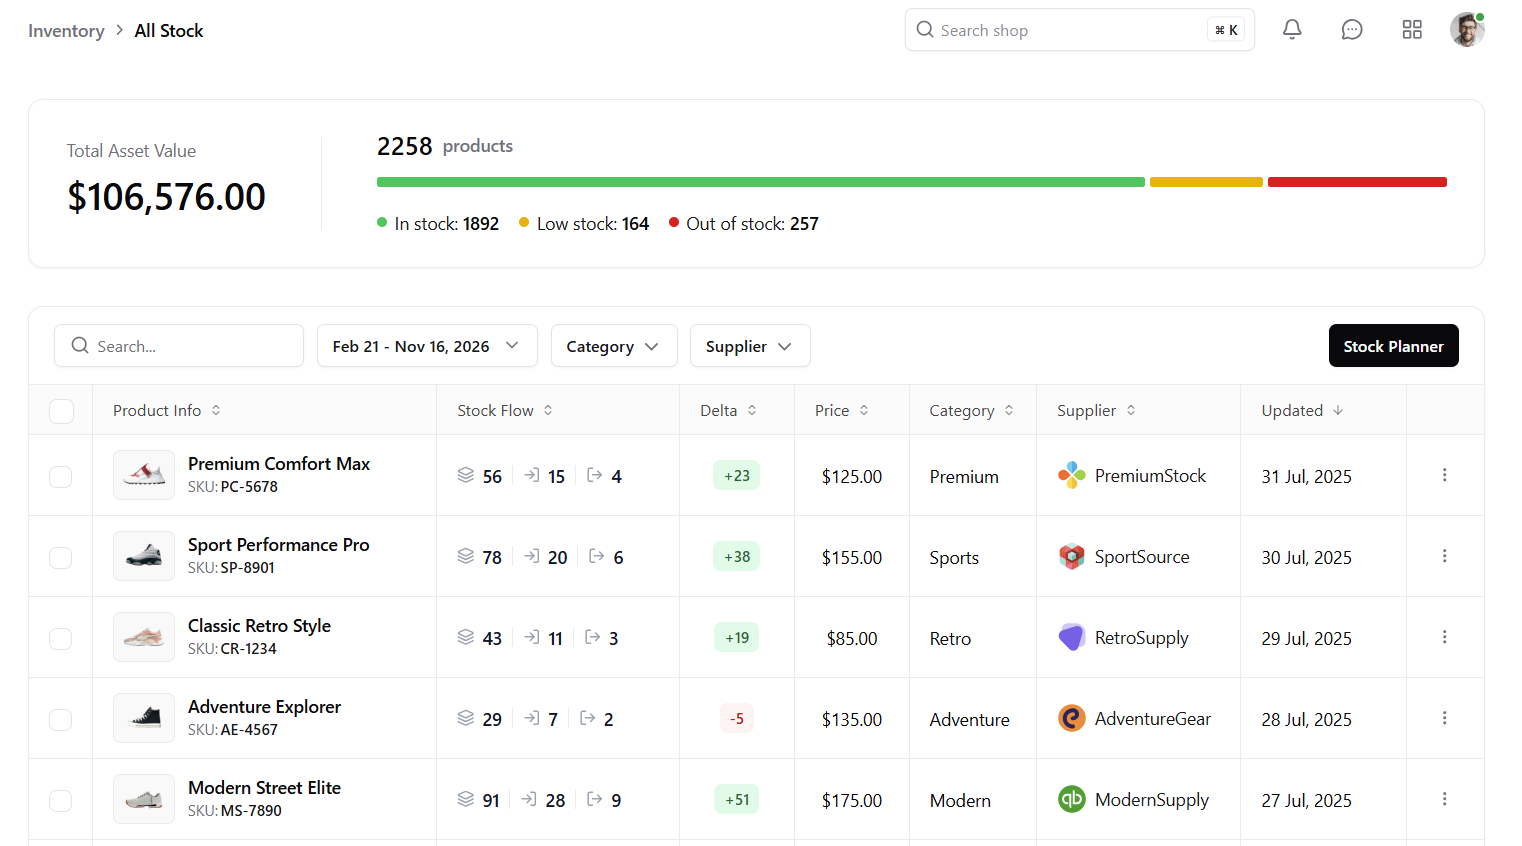 Inventory > All Stock
Search shop
⌘ K
Total Asset Value
$106,576.00
2258 products
In stock: 1892 Low stock: 164 Out of stock: 257
Search...
Feb 21 - Nov 16, 2026
Category
Supplier
Stock Planner
Product Info Stock Flow Delta Price Category Supplier Updated
Premium Comfort Max
SKU: PC-5678
56 15 4 +23 $125.00 Premium PremiumStock 31 Jul, 2025
Sport Performance Pro
SKU: SP-8901
78 20 6 +38 $155.00 Sports SportSource 30 Jul, 2025
Classic Retro Style
SKU: CR-1234
43 11 3 +19 $85.00 Retro RetroSupply 29 Jul, 2025
Adventure Explorer
SKU: AE-4567
29 7 2 -5 $135.00 Adventure AdventureGear 28 Jul, 2025
Modern Street Elite
SKU: MS-7890
91 28 9 +51 $175.00 Modern qb ModernSupply 27 Jul, 2025